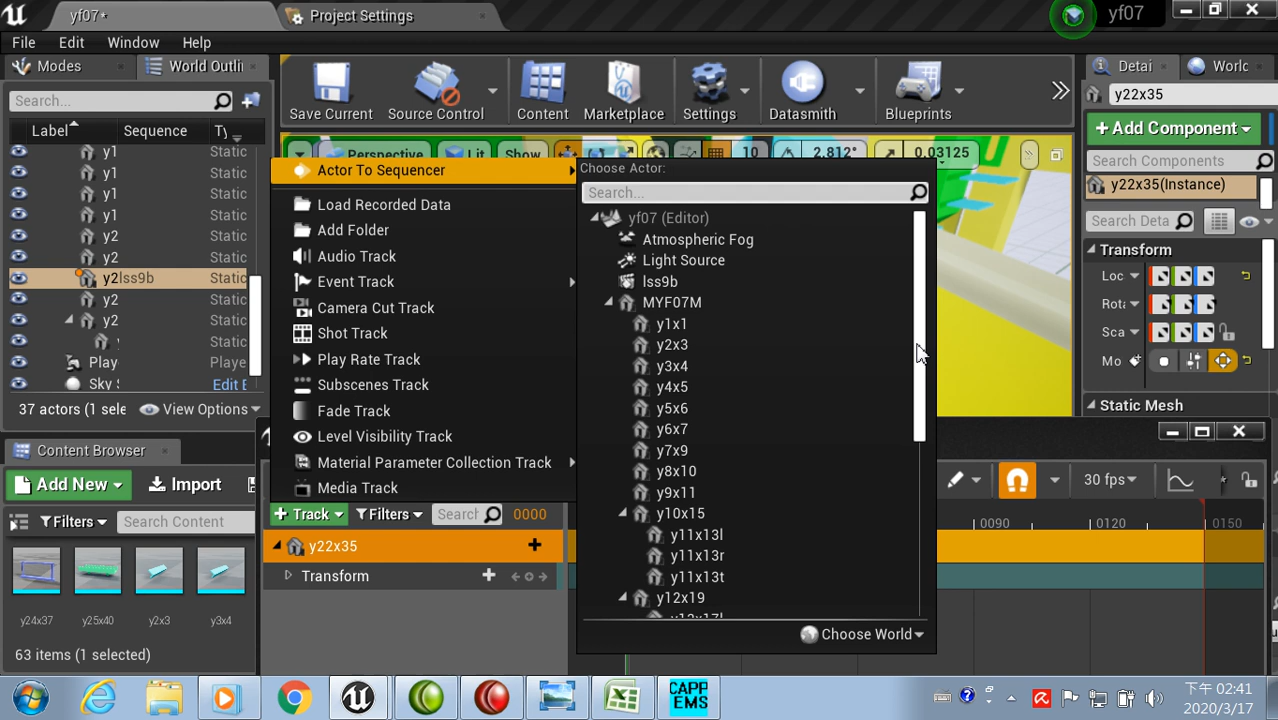 yf07*
Project Settings
yf07
File
Edit
Window
Help
Modes
World Outli
Save Current
Source Control
Content
Marketplace
Settings
Datasmith
Blueprints
Detai
World
Search...
y22x35
Label
Sequence
Ty
y1 Static
y1 Static
y1 Static
y1 Static
y2 Static
y2 Static
y2lss9b Static
y2 Static
y2 Static
Static
Play Playe
Sky S Edit E
37 actors (1 sele
View Options
Perspective
Lit
Show
10
2.812°
0.03125
Add Component
Search Components
y22x35(Instance)
Search Deta
Transform
Loc
Rota
Sca
Mo
Static Mesh
Actor To Sequencer
Load Recorded Data
Add Folder
Audio Track
Event Track
Camera Cut Track
Shot Track
Play Rate Track
Subscenes Track
Fade Track
Level Visibility Track
Material Parameter Collection Track
Media Track
Choose Actor:
Search...
yf07 (Editor)
Atmospheric Fog
Light Source
lss9b
MYF07M
y1x1
y2x3
y3x4
y4x5
y5x6
y6x7
y7x9
y8x10
y9x11
y10x15
y11x13l
y11x13r
y11x13t
y12x19
Choose World
Content Browser
Add New
Import
Filters
Search Content
y24x37
y25x40
y2x3
y3x4
63 items (1 selected)
Track
Filters
Search
0000
y22x35
Transform
30 fps
0090
0120
0150
CAPP
EMS
下午 02:41
2020/3/17